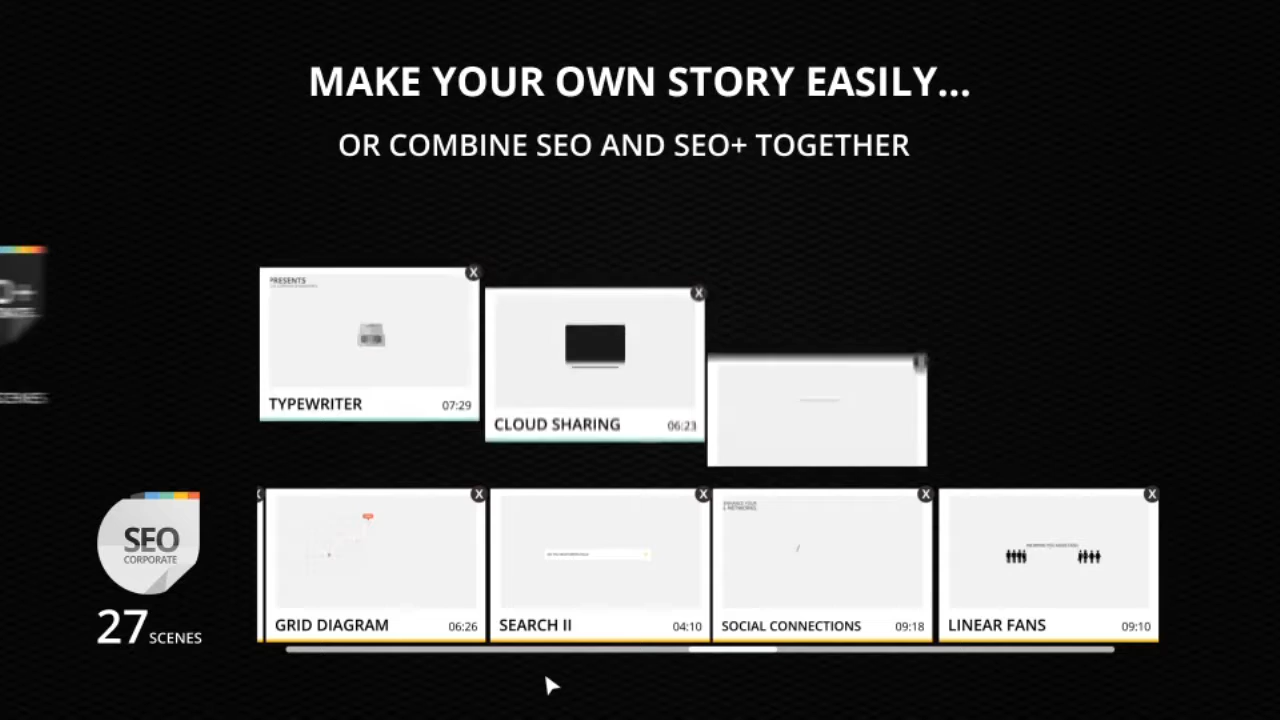 MAKE YOUR OWN STORY EASILY...
OR COMBINE SEO AND SEO+ TOGETHER
PRESENTS
X
TYPEWRITER 07:29
X
CLOUD SHARING 06:23
SEO
CORPORATE
27 SCENES
X
GRID DIAGRAM 06:26
X
SEARCH II 04:10
X
SOCIAL CONNECTIONS 09:18
X
LINEAR FANS 09:10